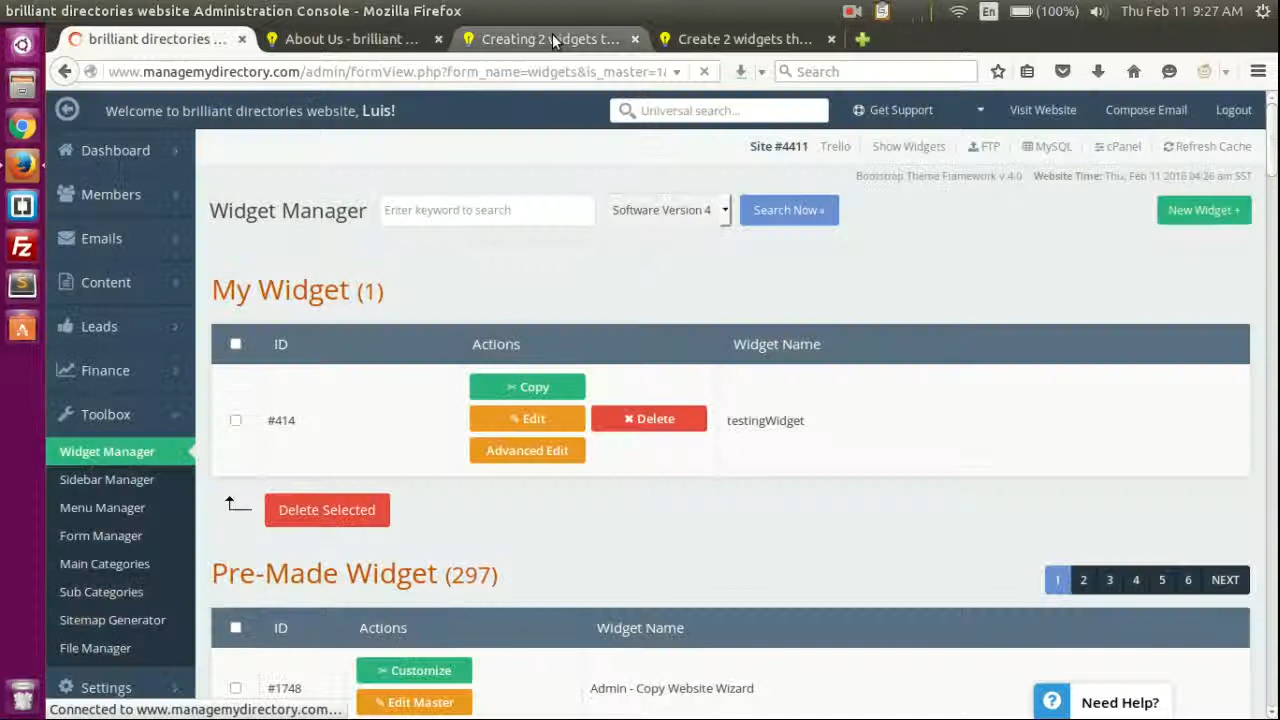 brilliant directories website Administration Console - Mozilla Firefox
En (100%) Thu Feb 11 9:27 AM
brilliant directories ... × About Us - brilliant ... × Creating 2 widgets t... × Create 2 widgets th... ×
www.managemydirectory.com/admin/formView.php?form_name=widgets&is_master=1& Search
Welcome to brilliant directories website, Luis! Universal search... Get Support Visit Website Compose Email Logout
Site #4411 Trello Show Widgets FTP MySQL cPanel Refresh Cache
Bootstrap Theme Framework v.4.0 Website Time: Thu, Feb 11 2016 04:26 am SST
Dashboard
Members
Emails
Content
Leads
Finance
Toolbox
Widget Manager
Sidebar Manager
Menu Manager
Form Manager
Main Categories
Sub Categories
Sitemap Generator
File Manager
Settings
Widget Manager Enter keyword to search Software Version 4 Search Now » New Widget +
My Widget (1)
ID Actions Widget Name
Copy
#414 Edit Delete testingWidget
Advanced Edit
Delete Selected
Pre-Made Widget (297) 1 2 3 4 5 6 NEXT
ID Actions Widget Name
Customize
#1748 Admin - Copy Website Wizard
Edit Master
Need Help?
Connected to www.managemydirectory.com...